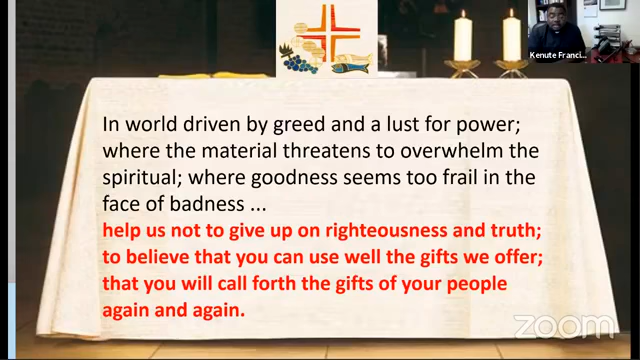 Kenute Franci...
In world driven by greed and a lust for power;
where the material threatens to overwhelm the
spiritual; where goodness seems too frail in the
face of badness ...
help us not to give up on righteousness and truth;
to believe that you can use well the gifts we offer;
that you will call forth the gifts of your people
again and again.
zoom